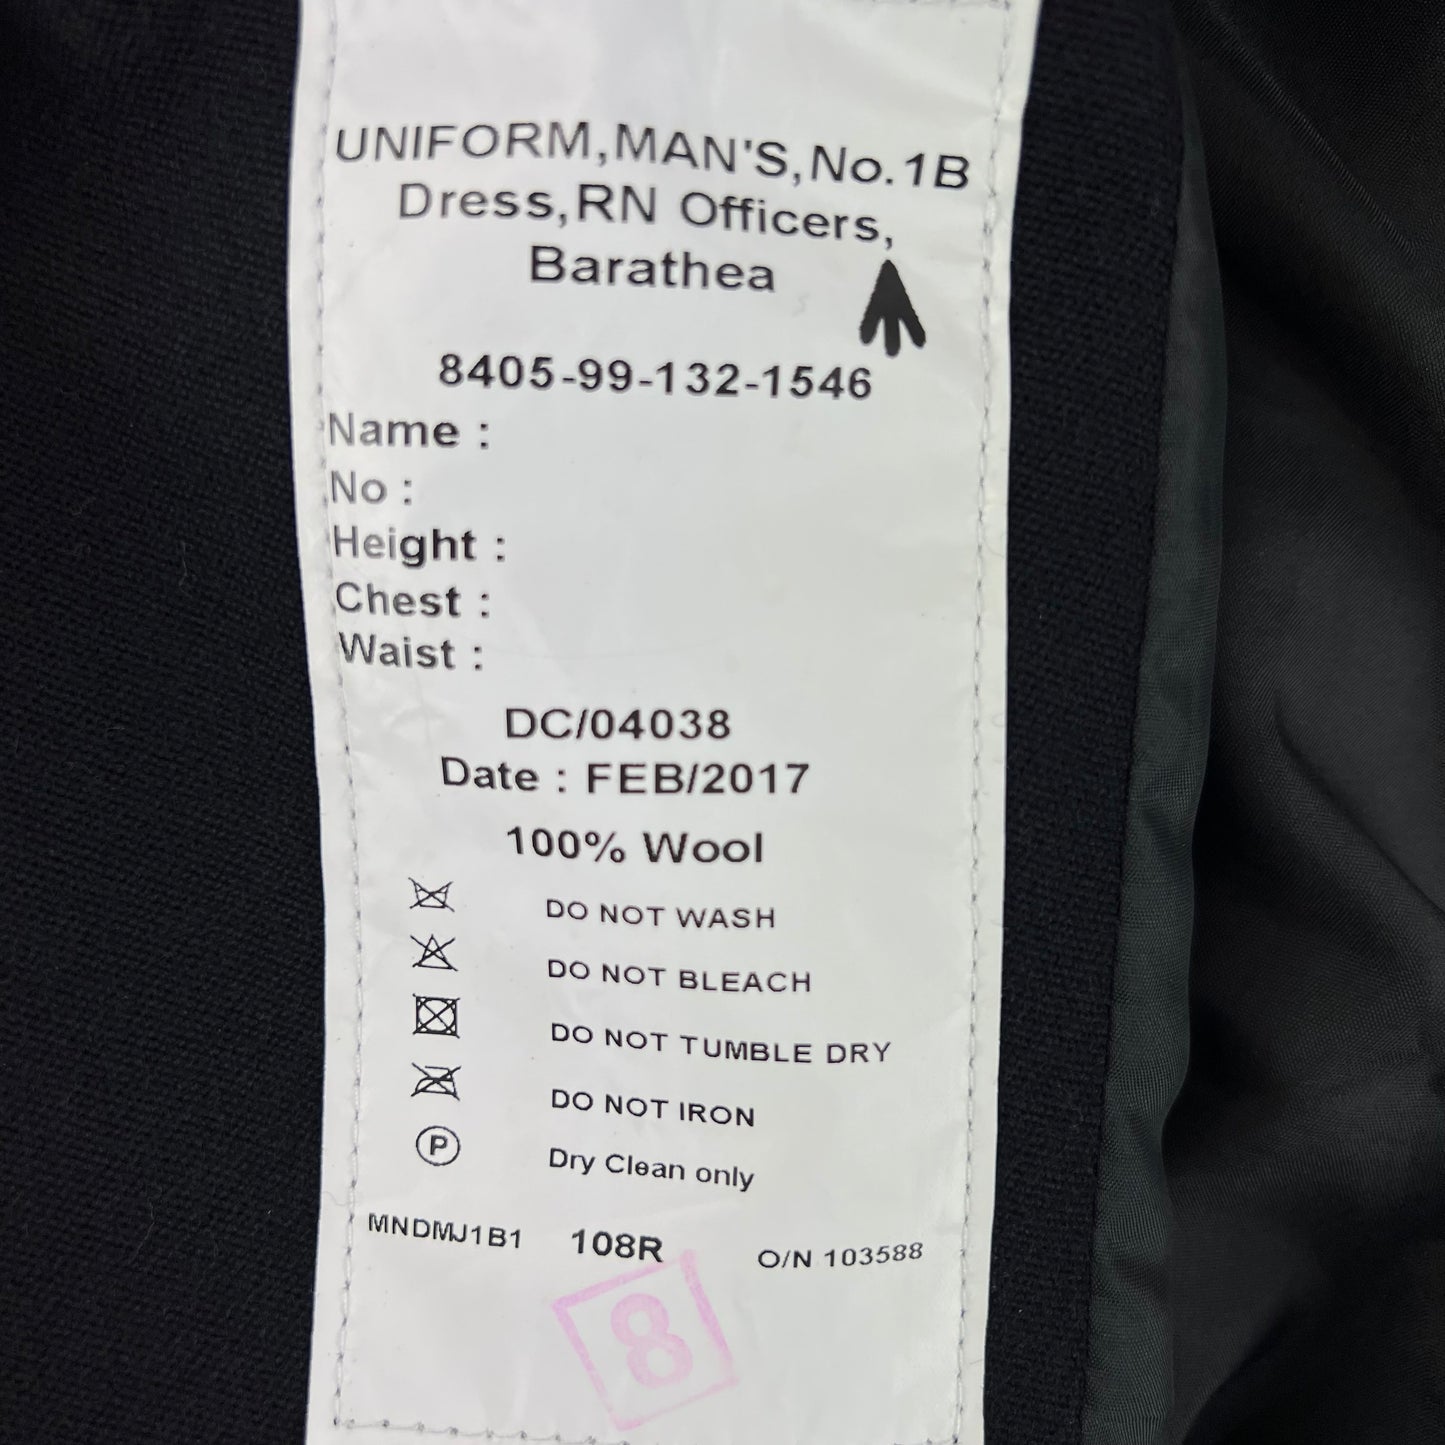 UNIFORM,MAN'S,No.1B
Dress,RN Officers,
Barathea
8405-99-132-1546
Name :
No :
Height :
Chest :
Waist :
DC/04038
Date : FEB/2017
100% Wool
DO NOT WASH
DO NOT BLEACH
DO NOT TUMBLE DRY
DO NOT IRON
P Dry Clean only
MNDMJ1B1 108R O/N 103588
8